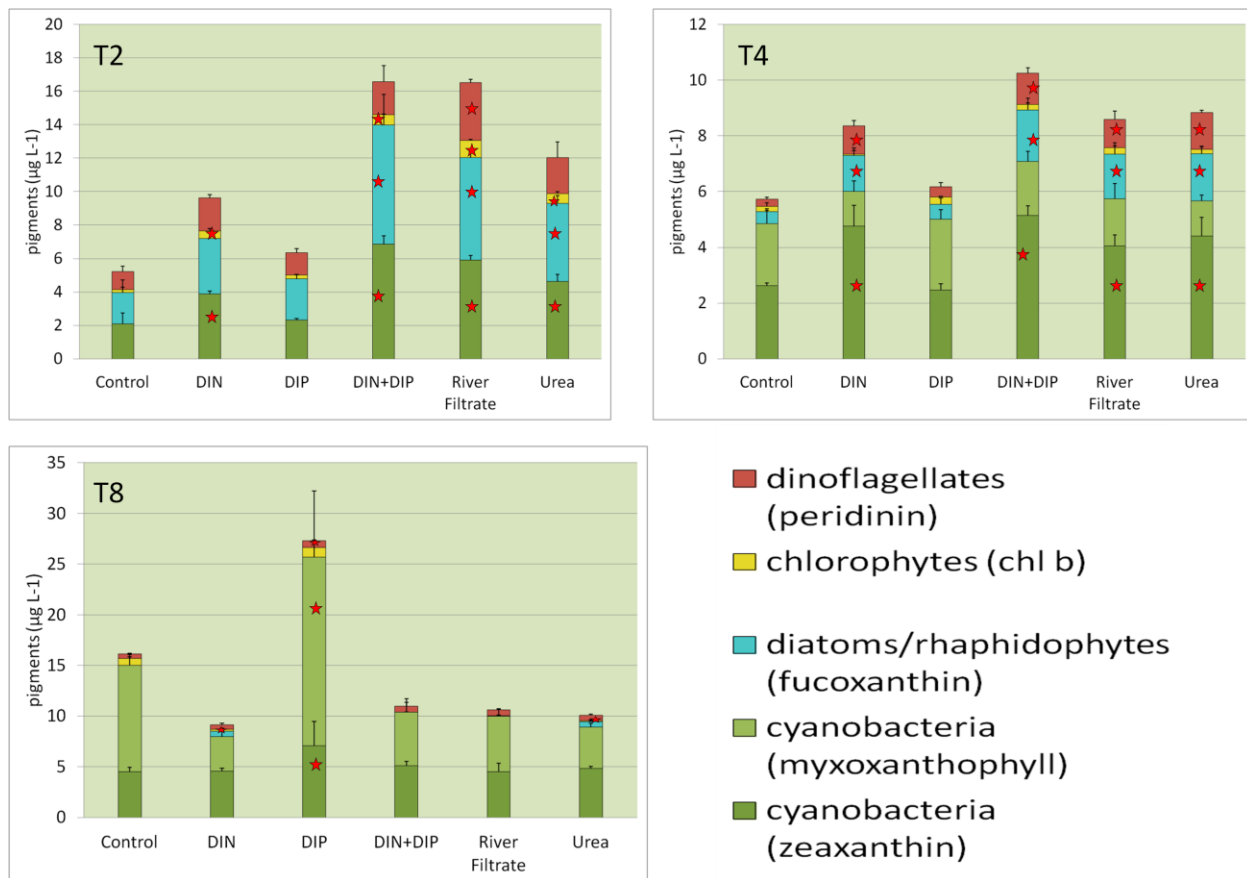 T2
pigments (µg L-1)
20
18
16
14
12
10
8
6
4
2
0
Control DIN DIP DIN+DIP River Filtrate Urea
T4
pigments (µg L-1)
12
10
8
6
4
2
0
Control DIN DIP DIN+DIP River Filtrate Urea
T8
pigments (µg L-1)
35
30
25
20
15
10
5
0
Control DIN DIP DIN+DIP River Filtrate Urea
dinoflagellates
(peridinin)
chlorophytes (chl b)
diatoms/rhaphidophytes
(fucoxanthin)
cyanobacteria
(myxoxanthophyll)
cyanobacteria
(zeaxanthin)